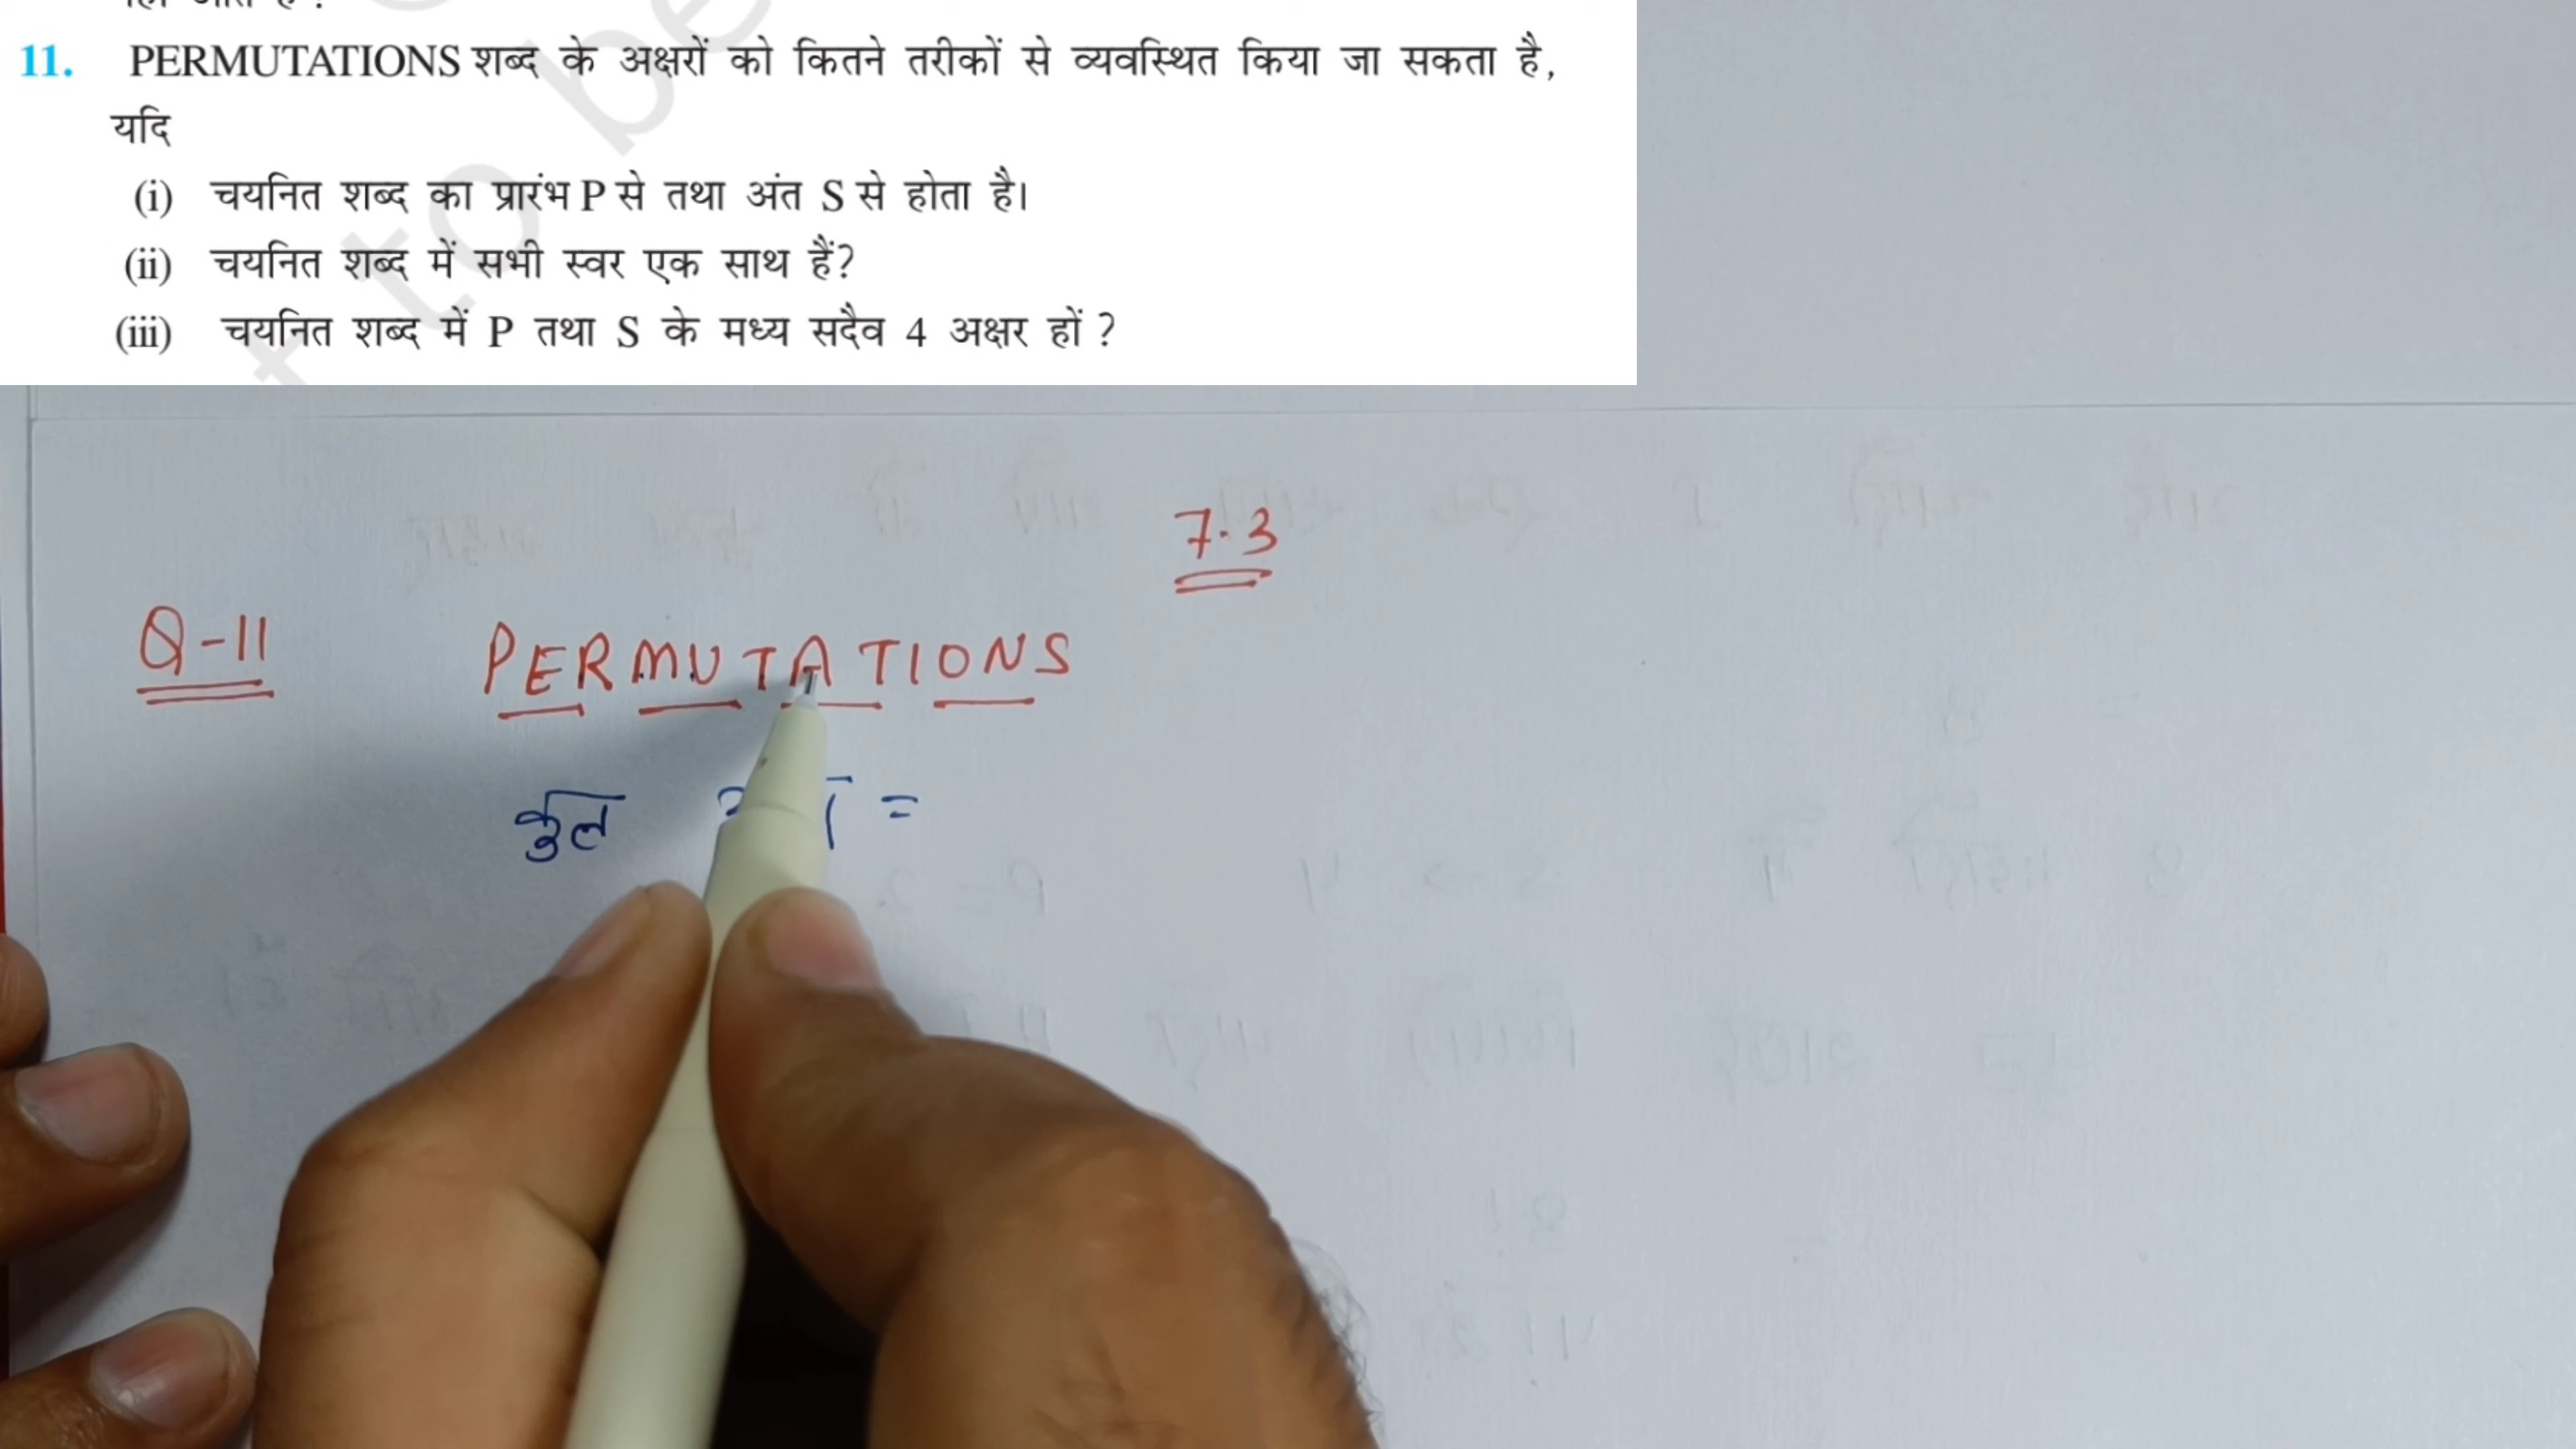 11. PERMUTATIONS शब्द के अक्षरों को कितने तरीकों से व्यवस्थित किया जा सकता है,
यदि
(i) चयनित शब्द का प्रारंभ P से तथा अंत S से होता है।
(ii) चयनित शब्द में सभी स्वर एक साथ हैं?
(iii) चयनित शब्द में P तथा S के मध्य सदैव 4 अक्षर हों ?
7.3
Q-11 PERMUTATIONS
कुल =